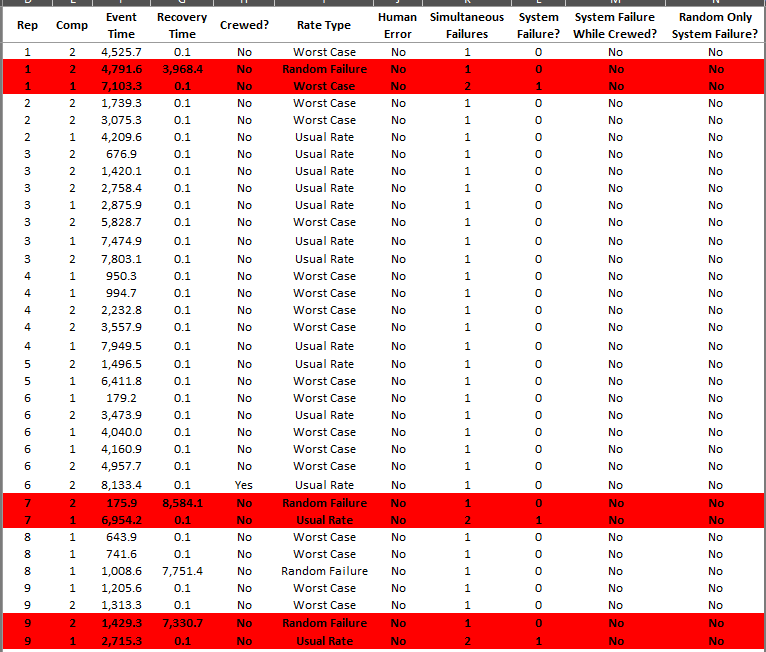 Rep Comp Event Time Recovery Time Crewed? Rate Type Human Error Simultaneous Failures System Failure? System Failure While Crewed? Random Only System Failure?
1 2 4,525.7 0.1 No Worst Case No 1 0 No No
1 2 4,791.6 3,968.4 No Random Failure No 1 0 No No
1 1 7,103.3 0.1 No Worst Case No 2 1 No No
2 2 1,739.3 0.1 No Worst Case No 1 0 No No
2 2 3,075.3 0.1 No Worst Case No 1 0 No No
2 1 4,209.6 0.1 No Usual Rate No 1 0 No No
3 2 676.9 0.1 No Usual Rate No 1 0 No No
3 2 1,420.1 0.1 No Usual Rate No 1 0 No No
3 2 2,758.4 0.1 No Usual Rate No 1 0 No No
3 1 2,875.9 0.1 No Usual Rate No 1 0 No No
3 2 5,828.7 0.1 No Worst Case No 1 0 No No
3 1 7,474.9 0.1 No Usual Rate No 1 0 No No
3 2 7,803.1 0.1 No Usual Rate No 1 0 No No
4 1 950.3 0.1 No Worst Case No 1 0 No No
4 1 994.7 0.1 No Worst Case No 1 0 No No
4 2 2,232.8 0.1 No Worst Case No 1 0 No No
4 2 3,557.9 0.1 No Worst Case No 1 0 No No
4 1 7,949.5 0.1 No Usual Rate No 1 0 No No
5 2 1,496.5 0.1 No Usual Rate No 1 0 No No
5 1 6,411.8 0.1 No Worst Case No 1 0 No No
6 1 179.2 0.1 No Worst Case No 1 0 No No
6 2 3,473.9 0.1 No Usual Rate No 1 0 No No
6 1 4,040.0 0.1 No Worst Case No 1 0 No No
6 1 4,160.9 0.1 No Worst Case No 1 0 No No
6 2 4,957.7 0.1 No Worst Case No 1 0 No No
6 2 8,133.4 0.1 Yes Usual Rate No 1 0 No No
7 2 175.9 8,584.1 No Random Failure No 1 0 No No
7 1 6,954.2 0.1 No Usual Rate No 2 1 No No
8 1 643.9 0.1 No Worst Case No 1 0 No No
8 1 741.6 0.1 No Worst Case No 1 0 No No
8 1 1,008.6 7,751.4 No Random Failure No 1 0 No No
9 1 1,205.6 0.1 No Worst Case No 1 0 No No
9 2 1,313.3 0.1 No Worst Case No 1 0 No No
9 2 1,429.3 7,330.7 No Random Failure No 1 0 No No
9 1 2,715.3 0.1 No Usual Rate No 2 1 No No